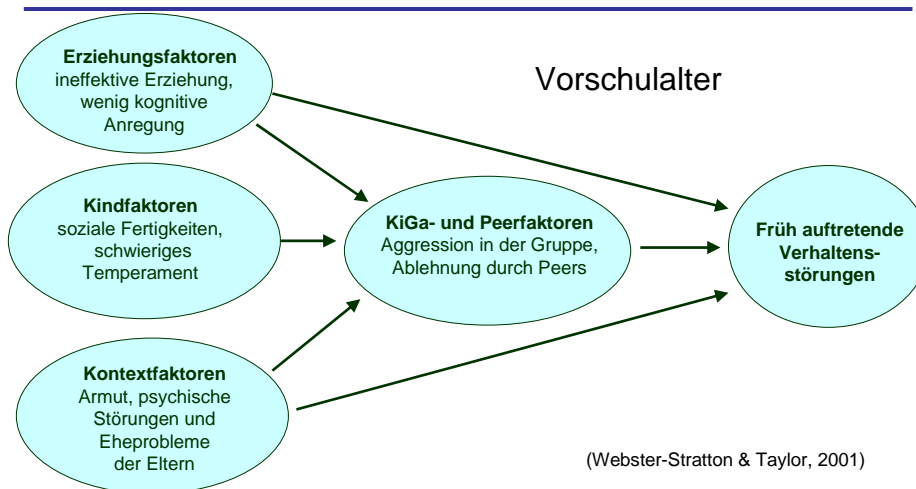 Erziehungsfaktoren
ineffektive Erziehung,
wenig kognitive
Anregung
Vorschulalter
Kindfaktoren
soziale Fertigkeiten,
schwieriges
Temperament
KiGa- und Peerfaktoren
Aggression in der Gruppe,
Ablehnung durch Peers
Früh auftretende
Verhaltens-
störungen
Kontextfaktoren
Armut, psychische
Störungen und
Eheprobleme
der Eltern
(Webster-Stratton & Taylor, 2001)